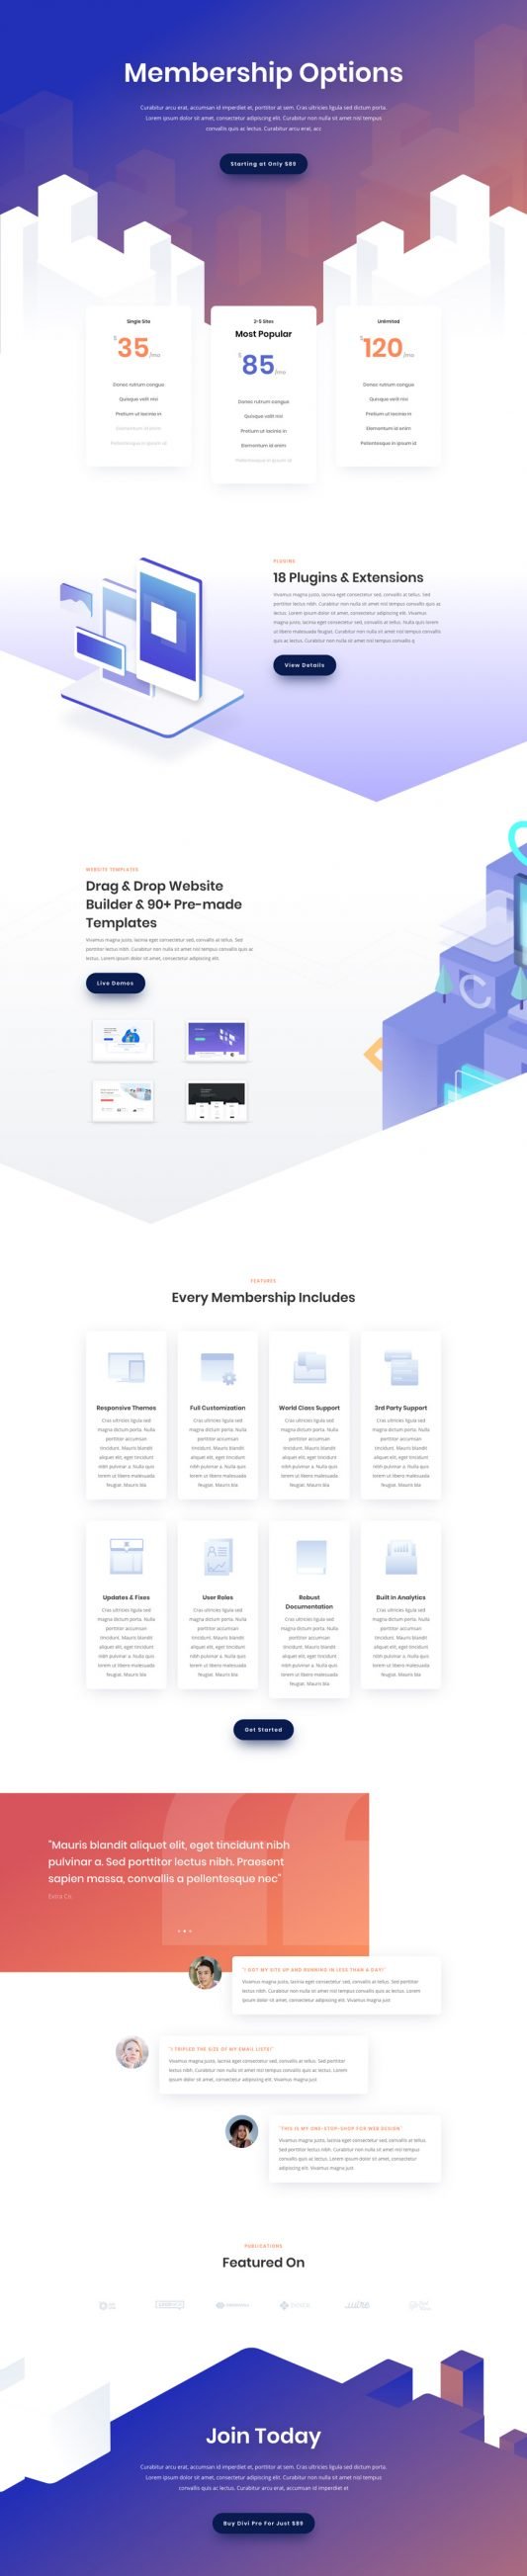 Membership Options
Curabitur arcu erat, accumsan id imperdiet et, porttitor at sem. Cras ultricies ligula sed dictum porta.
Lorem ipsum dolor sit amet, consectetur adipiscing elit. Curabitur non nulla sit amet nisl tempus
convallis quis ac lectus. Curabitur arcu erat, acc
Starting at Only $89
Single Site
$35/mo
Donec rutrum congue
Quisque velit nisi
Pretium ut lacinia in
Elementum id enim
Pellentesque in ipsum id
2-5 Sites
Most Popular
$85/mo
Donec rutrum congue
Quisque velit nisi
Pretium ut lacinia in
Elementum id enim
Pellentesque in ipsum id
Unlimited
$120/mo
Donec rutrum congue
Quisque velit nisi
Pretium ut lacinia in
Elementum id enim
Pellentesque in ipsum id
PLUGINS
18 Plugins & Extensions
Vivamus magna justo, lacinia eget consectetur sed, convallis at tellus. Sed
porttitor lectus nibh. Curabitur non nulla sit amet nisl tempus convallis quis ac
lectus. Lorem ipsum dolor sit amet, consectetur adipiscing elit. Vivamus
magna justo, lacinia eget consectetur sed, convallis at tellus. Nulla quis lorem
ut libero malesuada feugiat. Curabitur non nulla sit amet nisl tempus convallis
quis ac lectus. Curabitur non nulla sit amet nisl tempus convallis q
View Details
WEBSITE TEMPLATES
Drag & Drop Website
Builder & 90+ Pre-made
Templates
Vivamus magna justo, lacinia eget consectetur sed, convallis at tellus. Sed
porttitor lectus nibh. Curabitur non nulla sit amet nisl tempus convallis quis ac
lectus. Lorem ipsum dolor sit amet, consectetur adipiscing elit.
Live Demos
C
FEATURES
Every Membership Includes
Responsive Themes
Cras ultricies ligula sed
magna dictum porta. Nulla
porttitor accumsan
tincidunt. Mauris blandit
aliquet elit, eget tincidunt
nibh pulvinar a. Nulla quis
lorem ut libero malesuada
feugiat. Mauris bla
Full Customization
Cras ultricies ligula sed
magna dictum porta. Nulla
porttitor accumsan
tincidunt. Mauris blandit
aliquet elit, eget tincidunt
nibh pulvinar a. Nulla quis
lorem ut libero malesuada
feugiat. Mauris bla
World Class Support
Cras ultricies ligula sed
magna dictum porta. Nulla
porttitor accumsan
tincidunt. Mauris blandit
aliquet elit, eget tincidunt
nibh pulvinar a. Nulla quis
lorem ut libero malesuada
feugiat. Mauris bla
3rd Party Support
Cras ultricies ligula sed
magna dictum porta. Nulla
porttitor accumsan
tincidunt. Mauris blandit
aliquet elit, eget tincidunt
nibh pulvinar a. Nulla quis
lorem ut libero malesuada
feugiat. Mauris bla
Updates & Fixes
Cras ultricies ligula sed
magna dictum porta. Nulla
porttitor accumsan
tincidunt. Mauris blandit
aliquet elit, eget tincidunt
nibh pulvinar a. Nulla quis
lorem ut libero malesuada
feugiat. Mauris bla
User Roles
Cras ultricies ligula sed
magna dictum porta. Nulla
porttitor accumsan
tincidunt. Mauris blandit
aliquet elit, eget tincidunt
nibh pulvinar a. Nulla quis
lorem ut libero malesuada
feugiat. Mauris bla
Robust
Documentation
Cras ultricies ligula sed
magna dictum porta. Nulla
porttitor accumsan
tincidunt. Mauris blandit
aliquet elit, eget tincidunt
nibh pulvinar a. Nulla quis
lorem ut libero malesuada
feugiat. Mauris bla
Built In Analytics
Cras ultricies ligula sed
magna dictum porta. Nulla
porttitor accumsan
tincidunt. Mauris blandit
aliquet elit, eget tincidunt
nibh pulvinar a. Nulla quis
lorem ut libero malesuada
feugiat. Mauris bla
Get Started
"Mauris blandit aliquet elit, eget tincidunt nibh
pulvinar a. Sed porttitor lectus nibh. Praesent
sapien massa, convallis a pellentesque nec"
Extra Co.
"I GOT MY SITE UP AND RUNNING IN LESS THAN A DAY!"
Vivamus magna justo, lacinia eget consectetur sed, convallis at tellus. Sed porttitor
lectus nibh. Curabitur non nulla sit amet nisl tempus convallis quis ac lectus. Lorem
ipsum dolor sit amet, consectetur adipiscing elit. Vivamus magna just
"I TRIPLED THE SIZE OF MY EMAIL LISTS!"
Vivamus magna justo, lacinia eget consectetur sed, convallis at tellus. Sed porttitor
lectus nibh. Curabitur non nulla sit amet nisl tempus convallis quis ac lectus. Lorem
ipsum dolor sit amet, consectetur adipiscing elit. Vivamus magna just
"THIS IS MY ONE-STOP-SHOP FOR WEB DESIGN"
Vivamus magna justo, lacinia eget consectetur sed, convallis at tellus.
Sed porttitor lectus nibh. Curabitur non nulla sit amet nisl tempus
convallis quis ac lectus. Lorem ipsum dolor sit amet, consectetur
adipiscing elit. Vivamus magna just
PUBLICATIONS
Featured On
Join Today
Curabitur arcu erat, accumsan id imperdiet et, porttitor at sem. Cras ultricies ligula sed dictum porta.
Lorem ipsum dolor sit amet, consectetur adipiscing elit. Curabitur non nulla sit amet nisl tempus
convallis quis ac lectus. Curabitur arcu erat, accumsan id imperdiet et
Buy Divi Pro For Just $89